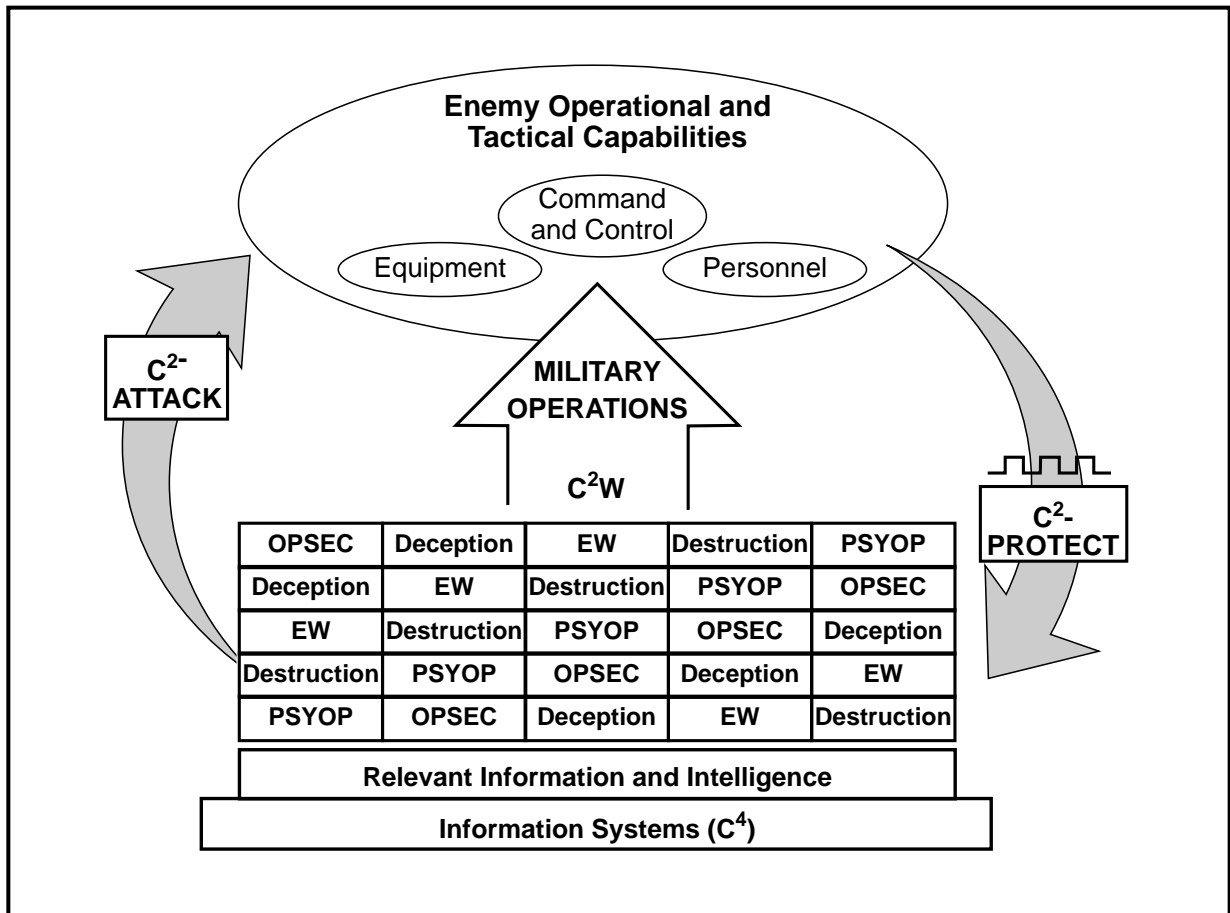 Enemy Operational and
Tactical Capabilities
Command
and Control
Equipment
Personnel
C²-
ATTACK
MILITARY
OPERATIONS
C²W
C²-
PROTECT
OPSEC Deception EW Destruction PSYOP
Deception EW Destruction PSYOP OPSEC
EW Destruction PSYOP OPSEC Deception
Destruction PSYOP OPSEC Deception EW
PSYOP OPSEC Deception EW Destruction
Relevant Information and Intelligence
Information Systems (C⁴)